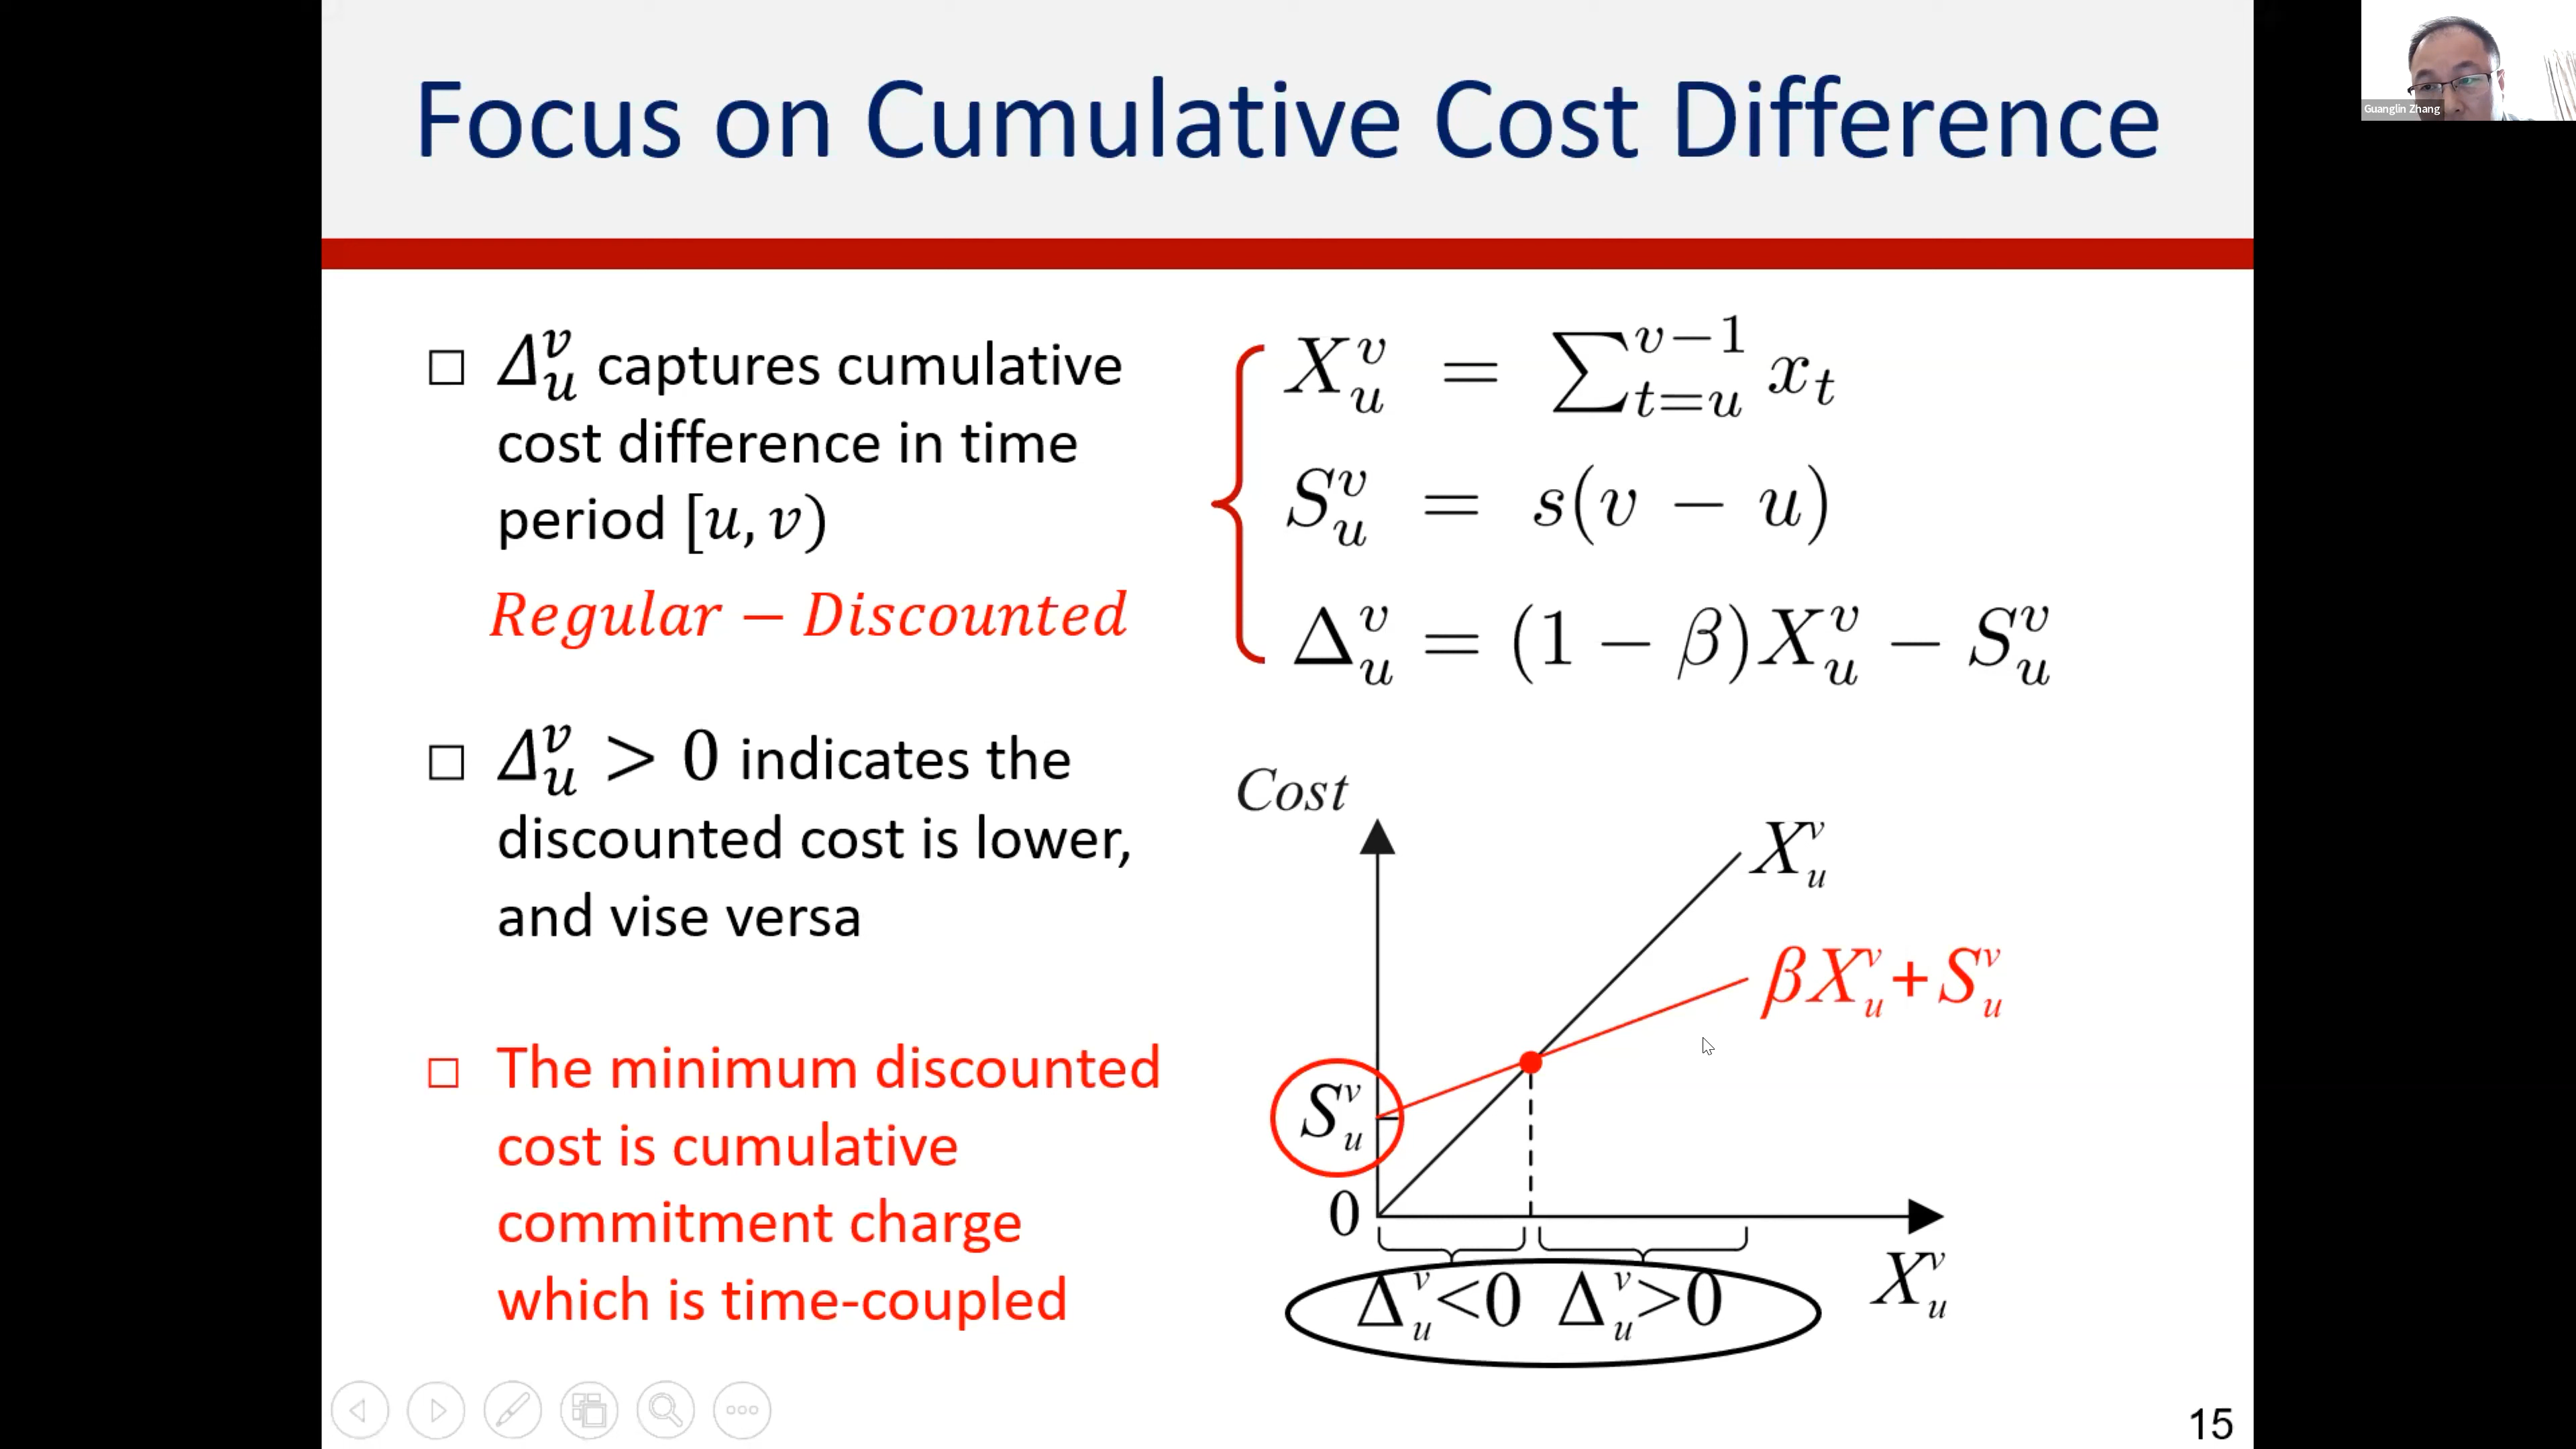 Focus on Cumulative Cost Difference
Guanglin Zhang
□ Δ_u^v captures cumulative
cost difference in time
period [u, v)
Regular − Discounted
□ Δ_u^v > 0 indicates the
discounted cost is lower,
and vise versa
□ The minimum discounted
cost is cumulative
commitment charge
which is time-coupled
X_u^v = ∑_{t=u}^{v−1} x_t
S_u^v = s(v − u)
Δ_u^v = (1 − β)X_u^v − S_u^v
Cost
X_u^v
βX_u^v+S_u^v
S_u^v
0
X_u^v
Δ_u^v<0 Δ_u^v>0
15